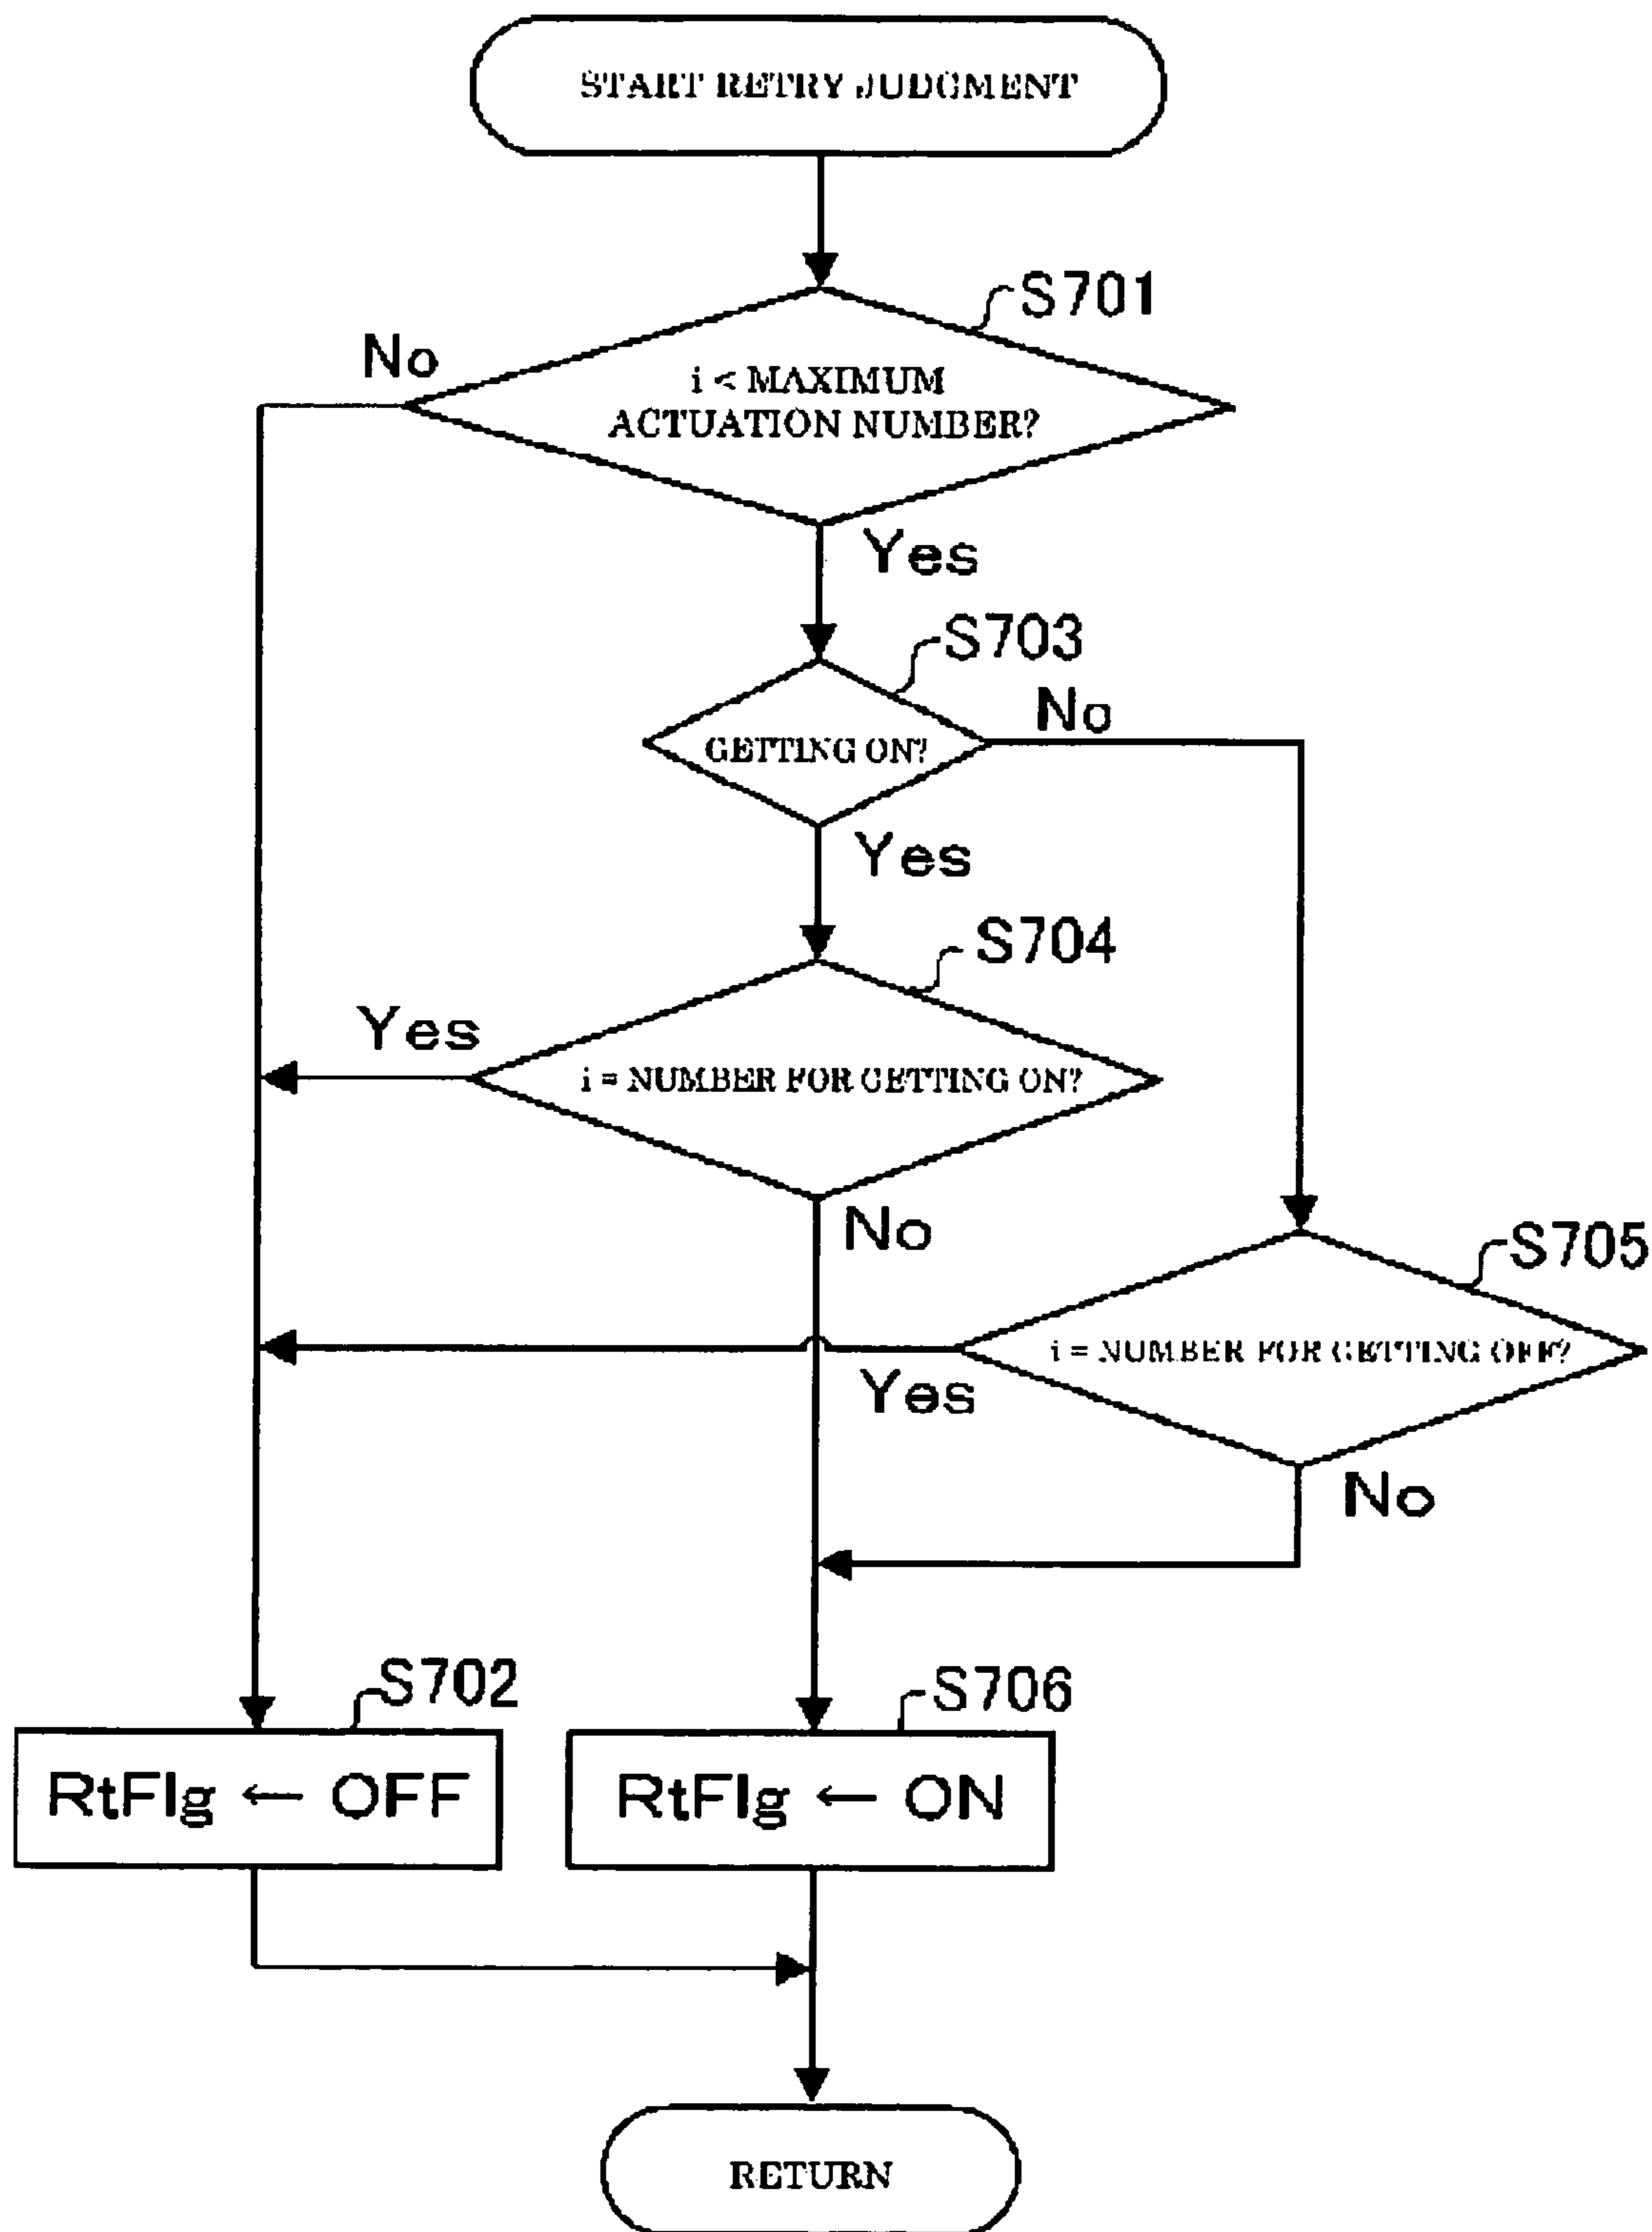 START RETRY JUDGMENT
S701
No
i < MAXIMUM
ACTUATION NUMBER?
Yes
S703
No
GETTING ON?
Yes
S704
Yes
i = NUMBER FOR GETTING ON?
No
S705
i = NUMBER FOR GETTING OFF?
Yes
No
S702
S706
RtFlg ← OFF
RtFlg ← ON
RETURN